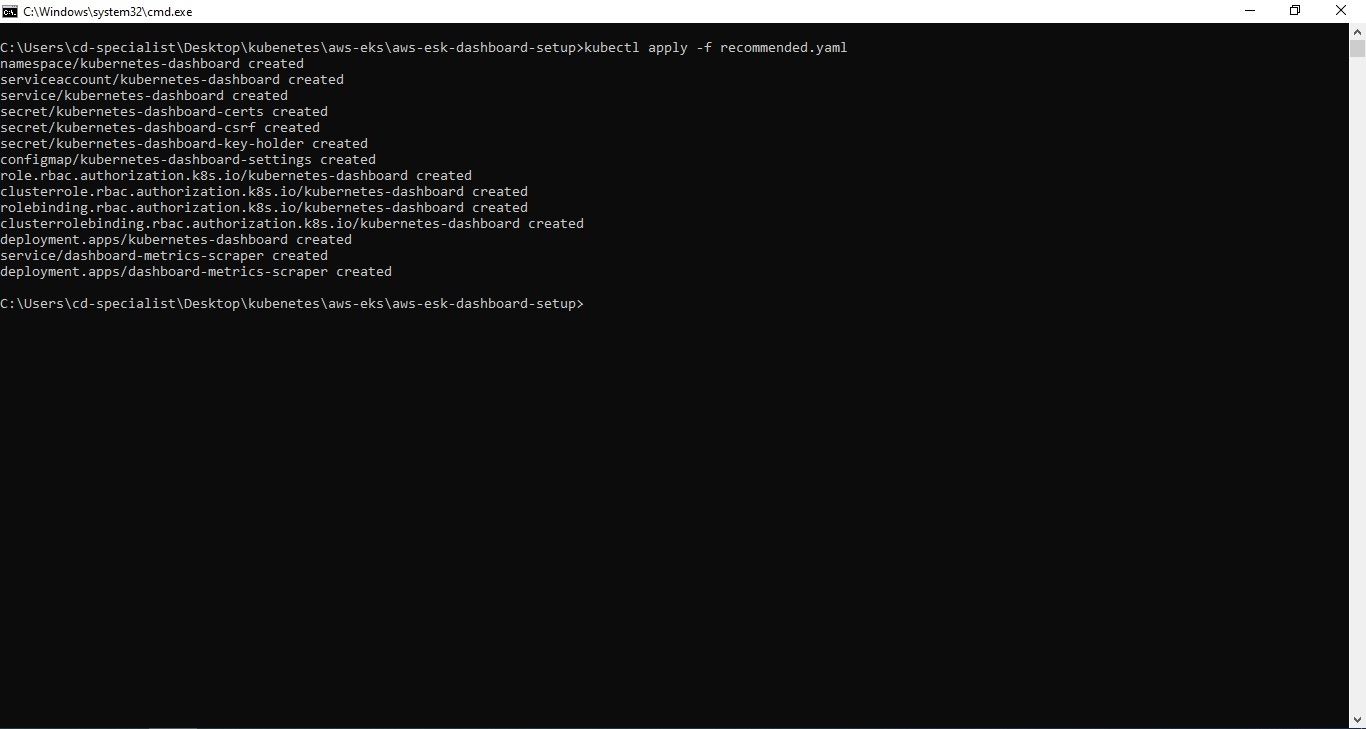 C:\Windows\system32\cmd.exe
C:\Users\cd-specialist\Desktop\kubenetes\aws-eks\aws-esk-dashboard-setup>kubectl apply -f recommended.yaml
namespace/kubernetes-dashboard created
serviceaccount/kubernetes-dashboard created
service/kubernetes-dashboard created
secret/kubernetes-dashboard-certs created
secret/kubernetes-dashboard-csrf created
secret/kubernetes-dashboard-key-holder created
configmap/kubernetes-dashboard-settings created
role.rbac.authorization.k8s.io/kubernetes-dashboard created
clusterrole.rbac.authorization.k8s.io/kubernetes-dashboard created
rolebinding.rbac.authorization.k8s.io/kubernetes-dashboard created
clusterrolebinding.rbac.authorization.k8s.io/kubernetes-dashboard created
deployment.apps/kubernetes-dashboard created
service/dashboard-metrics-scraper created
deployment.apps/dashboard-metrics-scraper created
C:\Users\cd-specialist\Desktop\kubenetes\aws-eks\aws-esk-dashboard-setup>